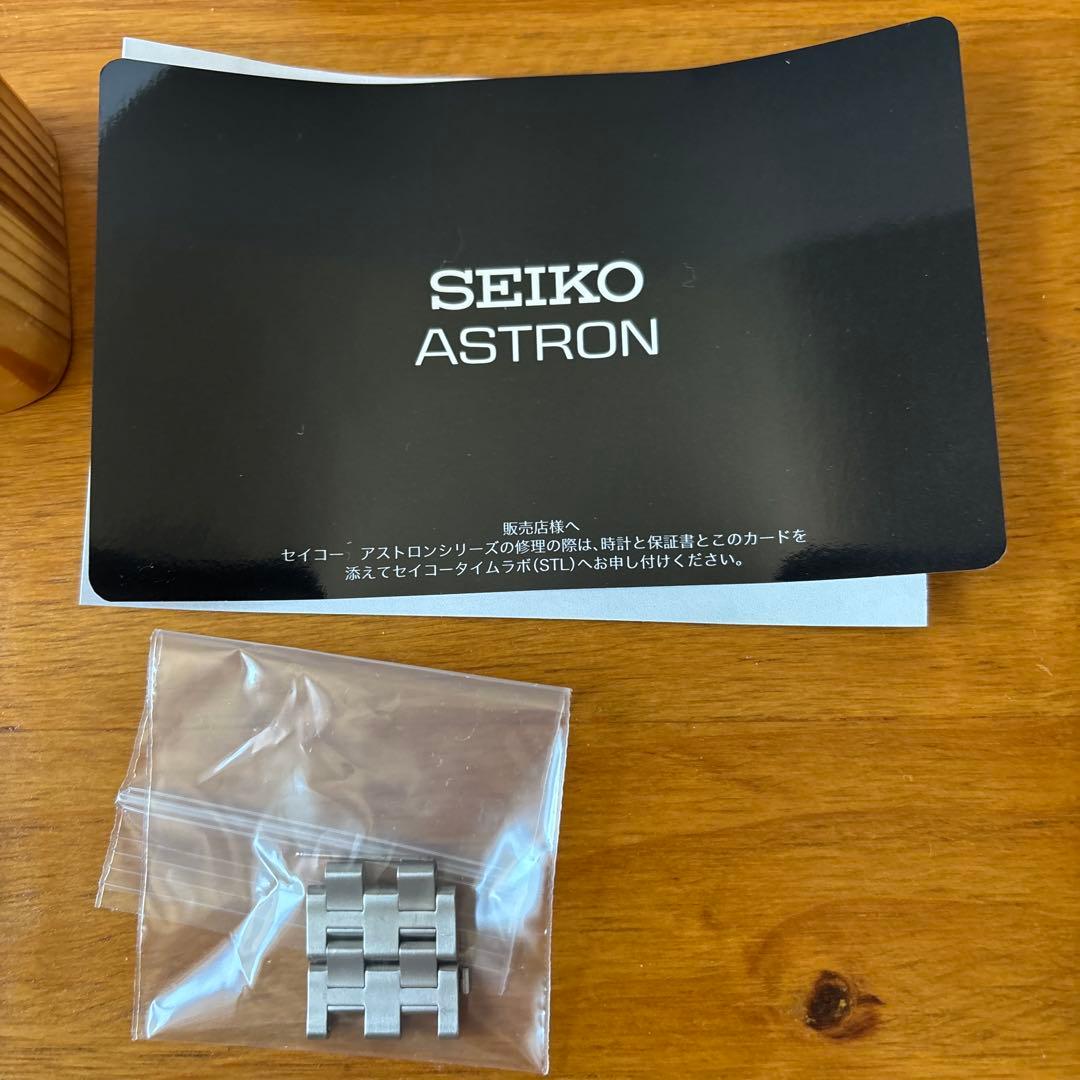 SEIKO
ASTRON
販売店様へ
セイコー　アストロンシリーズの修理の際は、時計と保証書とこのカードを
添えてセイコータイムラボ(STL)へお申し付けください。